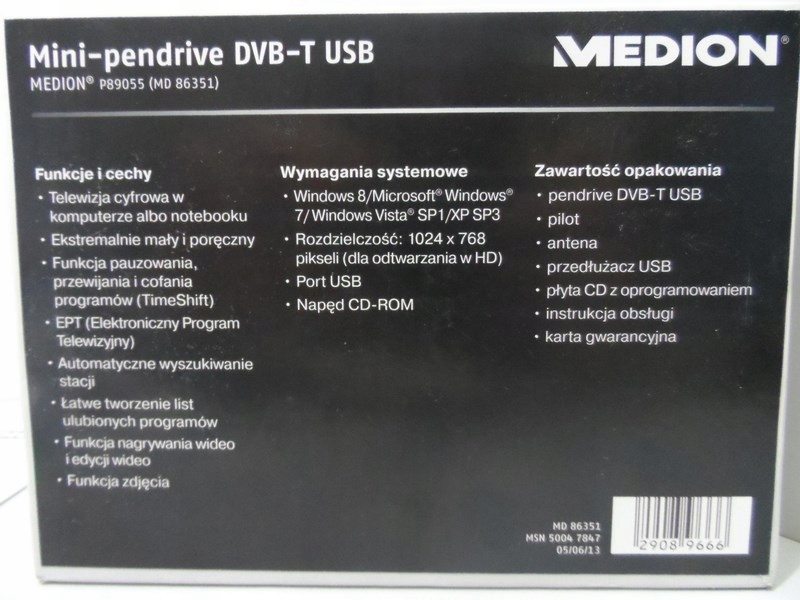 Mini-pendrive DVB-T USB
MEDION® P89055 (MD 86351)
MEDION®
Funkcje i cechy
• Telewizja cyfrowa w
komputerze albo notebooku
• Ekstremalnie mały i poręczny
• Funkcja pauzowania,
przewijania i cofania
programów (TimeShift)
• EPT (Elektroniczny Program
Telewizyjny)
• Automatyczne wyszukiwanie
stacji
• Łatwe tworzenie list
ulubionych programów
• Funkcja nagrywania wideo
i edycji wideo
• Funkcja zdjęcia
Wymagania systemowe
• Windows 8/Microsoft® Windows®
7/ Windows Vista® SP1/XP SP3
• Rozdzielczość: 1024 x 768
pikseli (dla odtwarzania w HD)
• Port USB
• Napęd CD-ROM
Zawartość opakowania
• pendrive DVB-T USB
• pilot
• antena
• przedłużacz USB
• płyta CD z oprogramowaniem
• instrukcja obsługi
• karta gwarancyjna
MD 86351
MSN 5004 7847
05/06/13
2908 9666